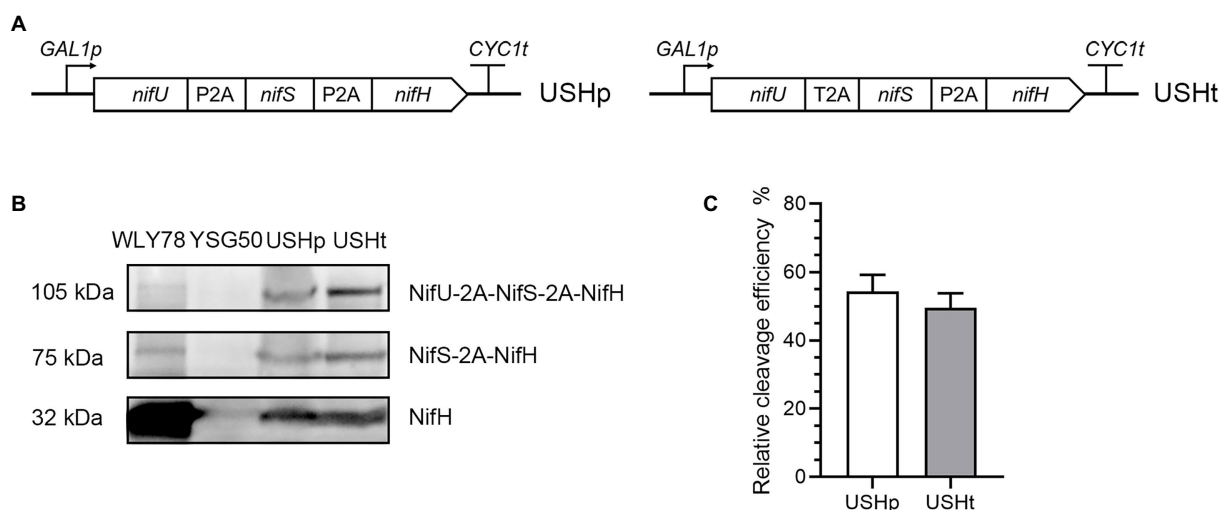 A
GAL1p CYC1t
nifU P2A nifS P2A nifH USHp
GAL1p CYC1t
nifU T2A nifS P2A nifH USHt
B
WLY78 YSG50 USHp USHt
105 kDa NifU-2A-NifS-2A-NifH
75 kDa NifS-2A-NifH
32 kDa NifH
C
Relative cleavage efficiency %
80
60
40
20
0
USHp USHt